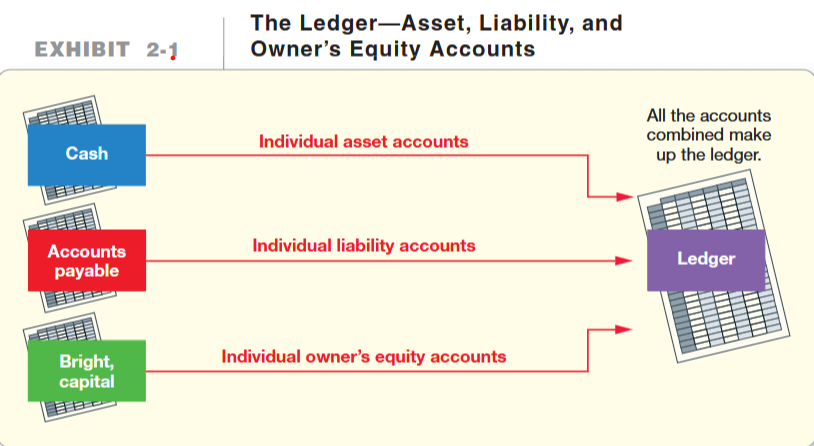 EXHIBIT 2-1
The Ledger—Asset, Liability, and
Owner's Equity Accounts
Cash
Individual asset accounts
All the accounts
combined make
up the ledger.
Accounts
payable
Individual liability accounts
Ledger
Bright,
capital
Individual owner's equity accounts